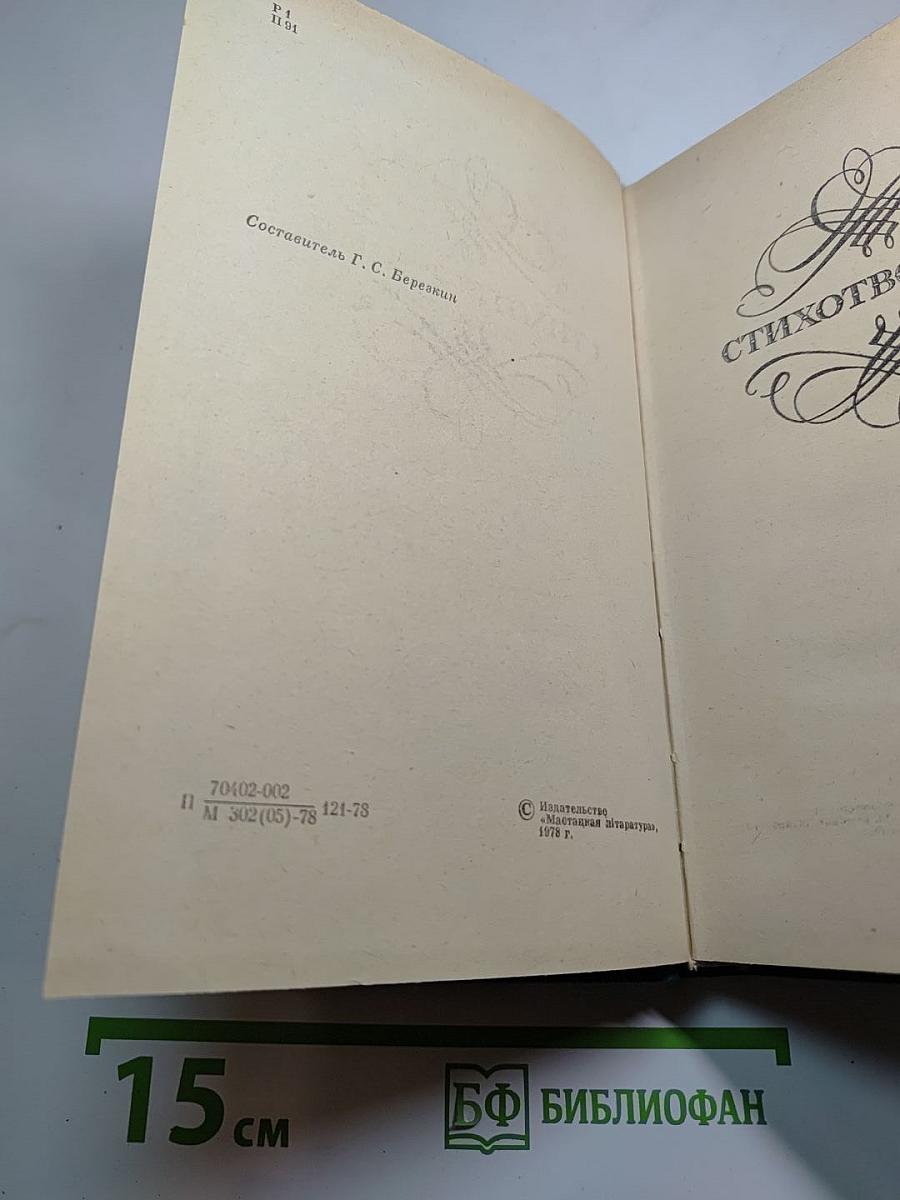 Р1
П91
Составитель Г. С. Березкин
П 70402-002 121-78
М 302(05)-78
© Издательство
«Мастацкая літаратура»,
1978 г.
СТИХОТВО
15 см
БФ БИБЛИОФАН